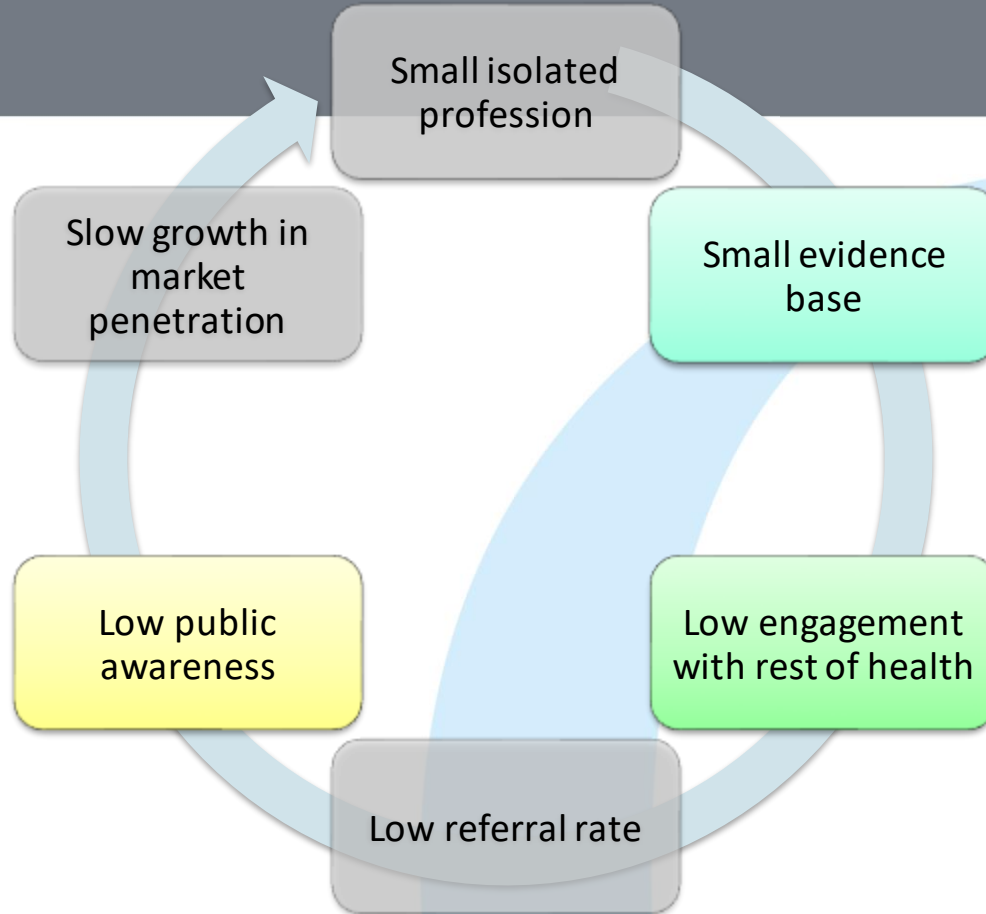 Small isolated
profession
Small evidence
base
Low engagement
with rest of health
Low referral rate
Low public
awareness
Slow growth in
market
penetration